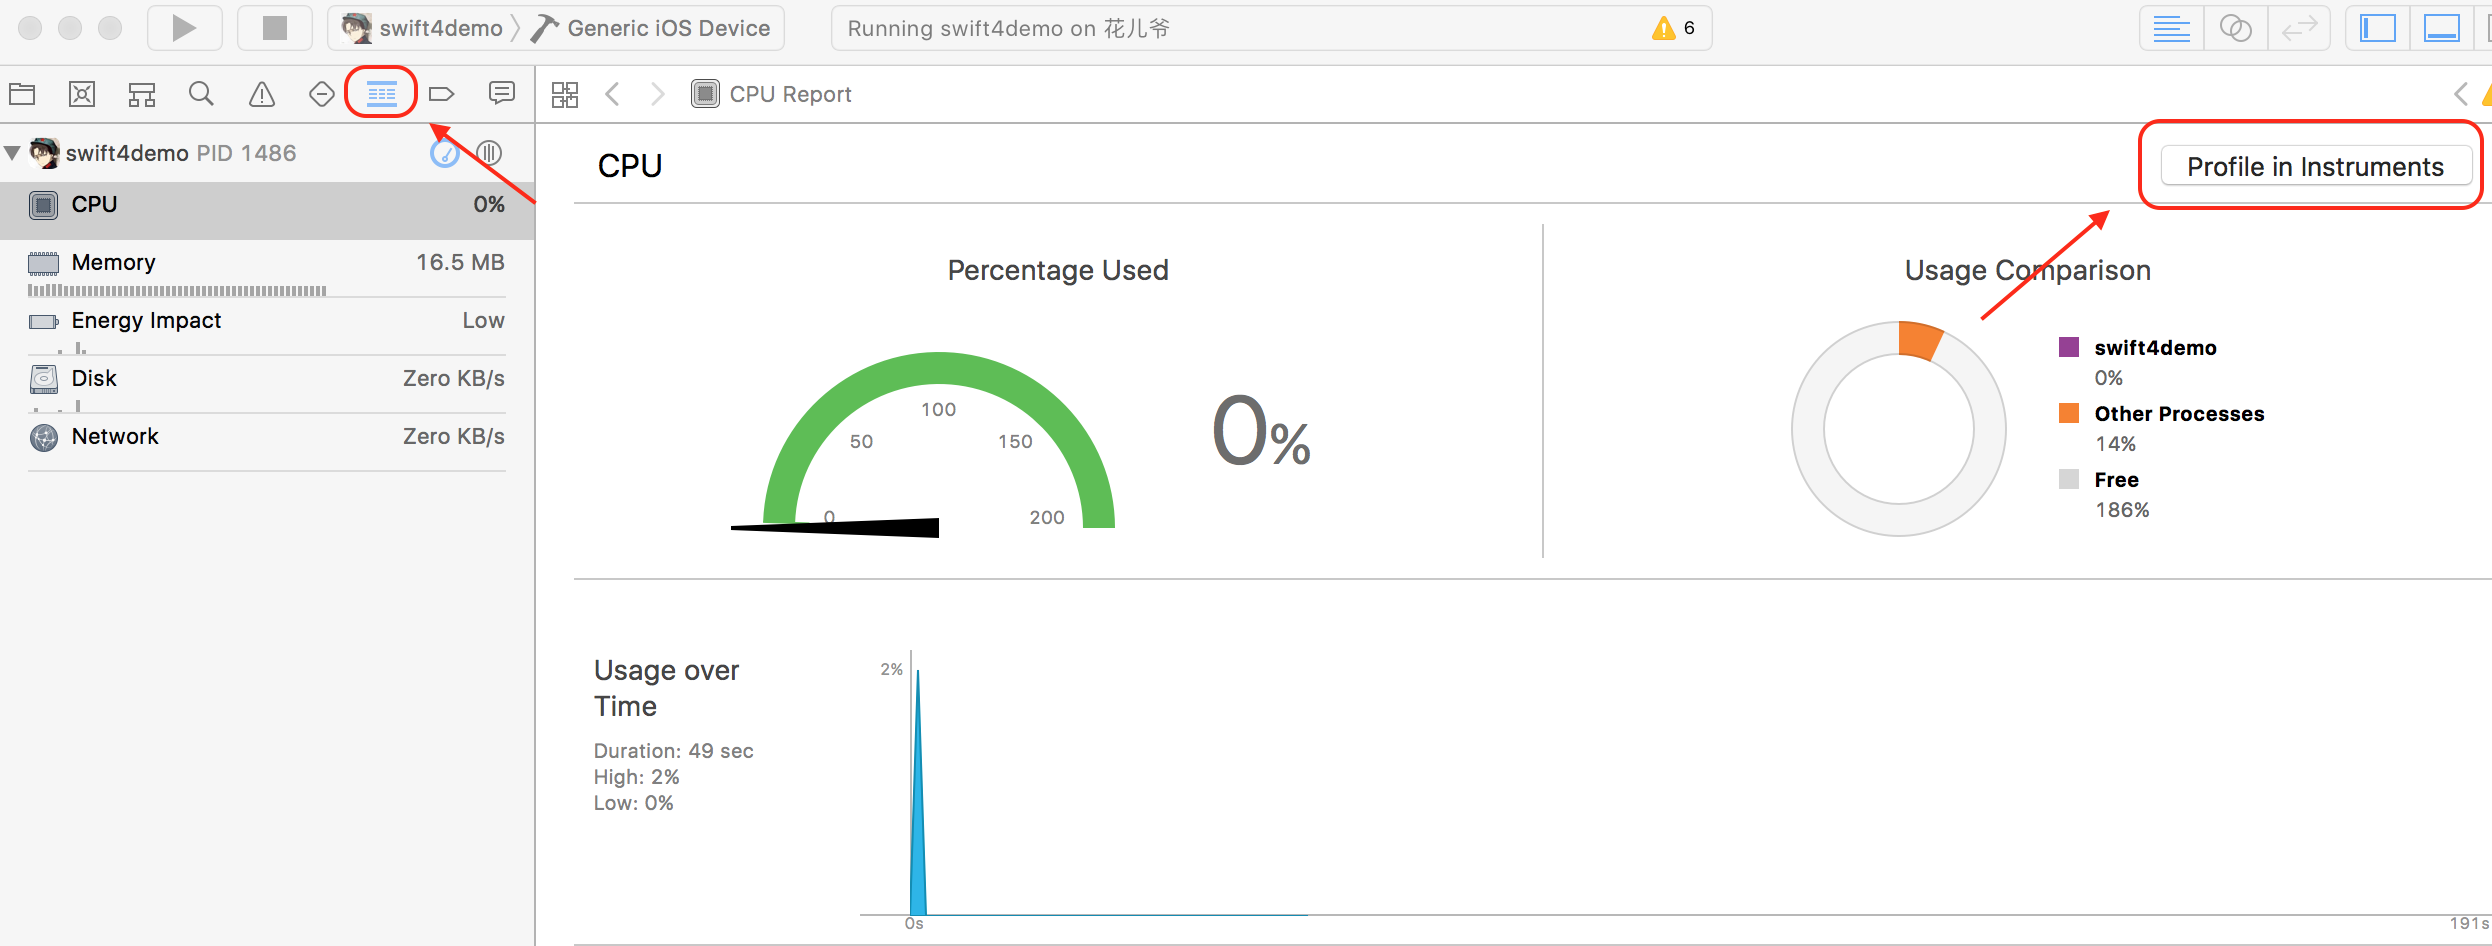 swift4demo
Generic iOS Device
Running swift4demo on 花儿爷
6
CPU Report
swift4demo PID 1486
CPU
0%
Memory
16.5 MB
Energy Impact
Low
Disk
Zero KB/s
Network
Zero KB/s
CPU
Profile in Instruments
Percentage Used
0
50
100
150
200
0%
Usage Comparison
swift4demo
0%
Other Processes
14%
Free
186%
Usage over
Time
Duration: 49 sec
High: 2%
Low: 0%
2%
0s
191s